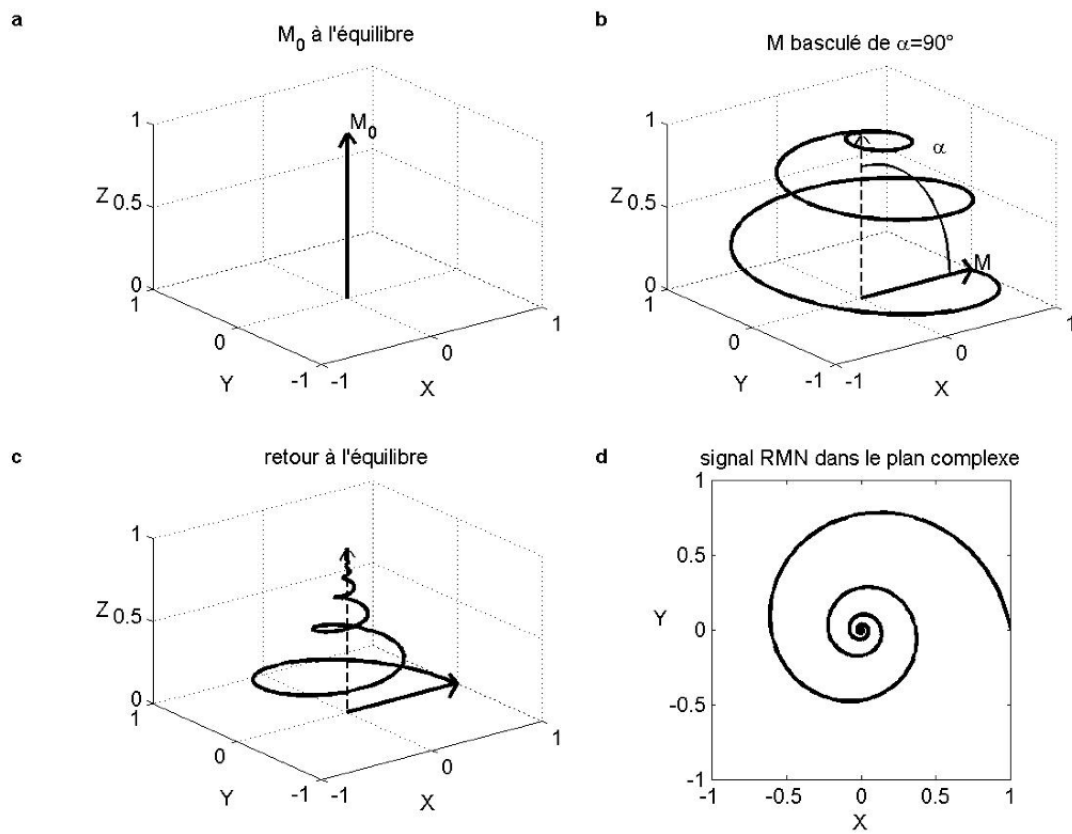 a
M0 à l'équilibre
1
M0
Z 0.5
0
1
0
Y
-1 -1
0
X
1
b
M basculé de α=90°
1
α
Z 0.5
M
0
1
0
Y
-1 -1
0
X
1
c
retour à l'équilibre
1
Z 0.5
0
1
0
Y
-1 -1
0
X
1
d
signal RMN dans le plan complexe
1
0.5
Y 0
-0.5
-1
-1 -0.5 0 0.5 1
X